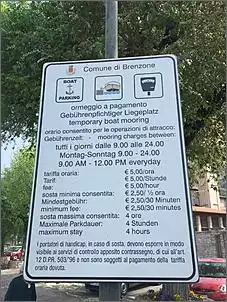 Comune di Brenzone
BOAT
P
PARKING
ormeggio a pagamento
Gebührenpflichtiger Liegeplatz
temporary boat mooring
orario consentito per le operazioni di attracco:
Gebührenzeit: - mooring charges between:
tutti i giorni dalle 9.00 alle 24.00
Montag-Sonntag 9.00 - 24.00
9.00 AM - 12.00 PM everyday
tariffa oraria: € 5,00/ora
Tarif: € 5,00/Stunde
fee: € 5,00/hour
sosta minima consentita: € 2,50/ ½ ora
Mindestgebühr: € 2,50/30 Minuten
minimum fee: € 2,50/30 minutes
sosta massima consentita: 4 ore
Maximale Parkdauer: 4 Stunden
maximum stay 4 hours
I portatori di handicap, in caso di sosta, devono esporre in modo
visibile ai servizi di controllo apposito contrassegno, di cui all'art.
12 D.P.R. 503/'96 e non sono soggetti al pagamento della tariffa
oraria dovuta.